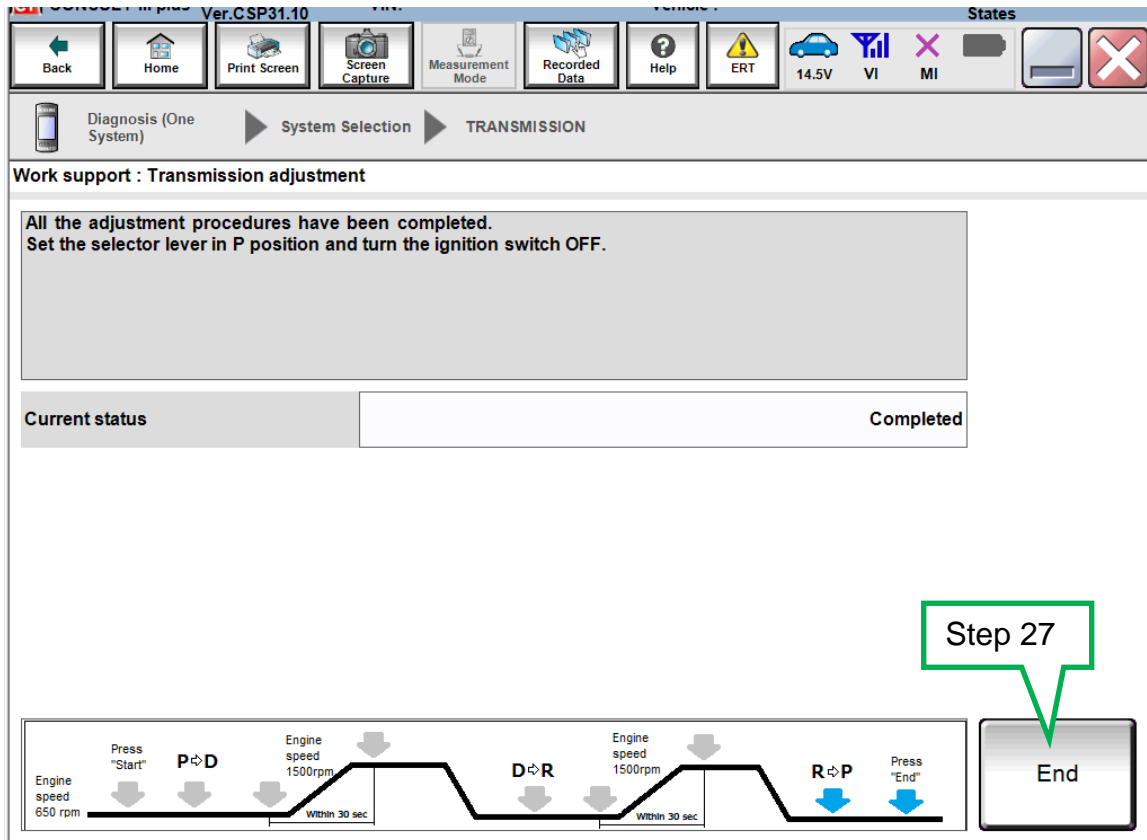 Ver.CSP31.10
States
Back
Home
Print Screen
Screen
Capture
Measurement
Mode
Recorded
Data
Help
ERT
14.5V
VI
MI
Diagnosis (One
System)
System Selection
TRANSMISSION
Work support : Transmission adjustment
All the adjustment procedures have been completed.
Set the selector lever in P position and turn the ignition switch OFF.
Current status
Completed
Step 27
Engine
speed
650 rpm
Press
"Start"
P⇨D
Engine
speed
1500rpm
Within 30 sec
D⇨R
Engine
speed
1500rpm
Within 30 sec
R⇨P
Press
"End"
End